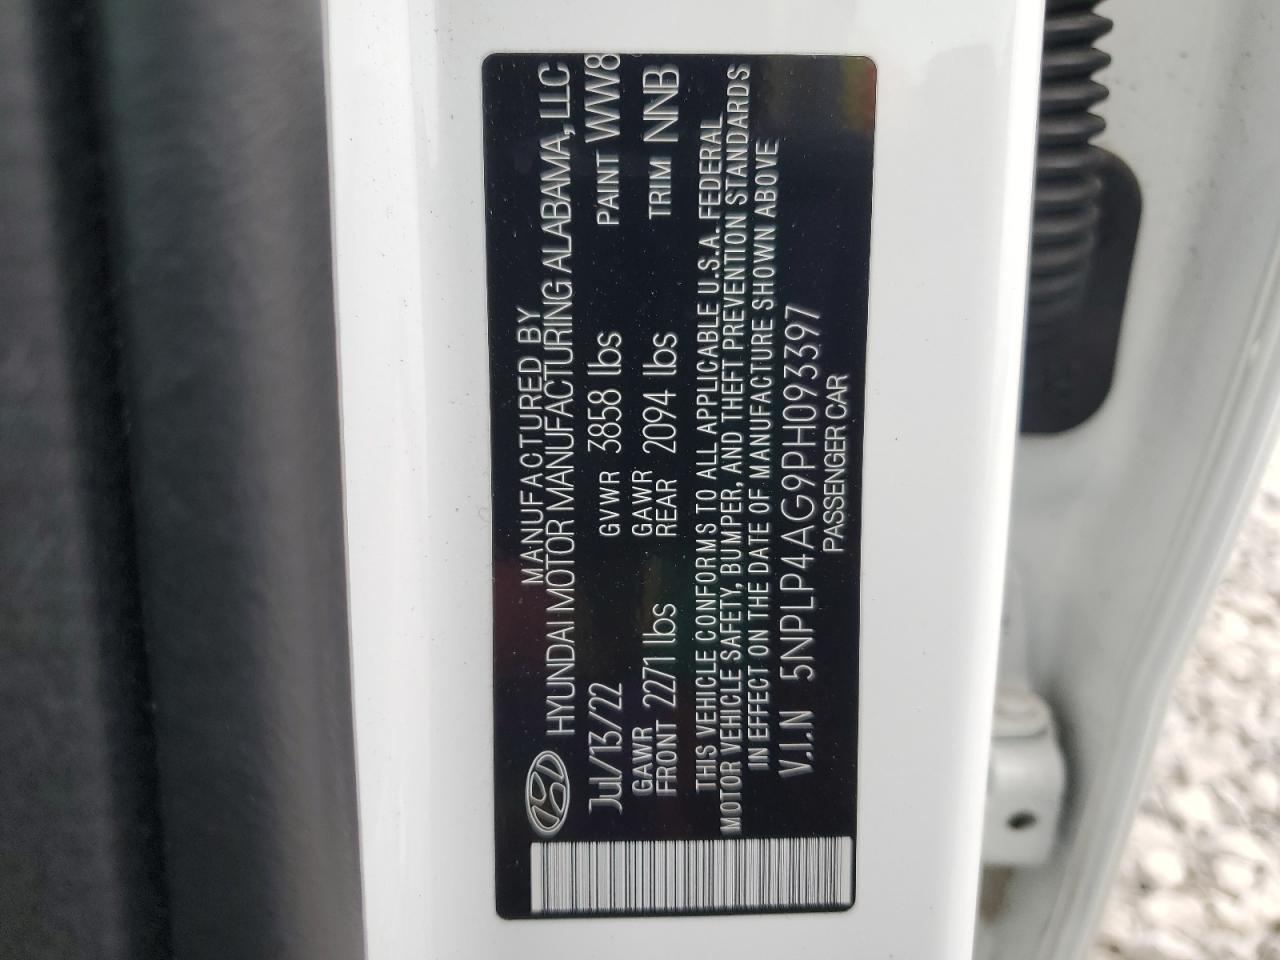 MANUFACTURED BY
HYUNDAI MOTOR MANUFACTURING ALABAMA, LLC
Jul/13/22 GVWR 3858 lbs PAINT WW8
GAWR FRONT 2271 lbs GAWR REAR 2094 lbs TRIM NNB
THIS VEHICLE CONFORMS TO ALL APPLICABLE U.S.A. FEDERAL
MOTOR VEHICLE SAFETY, BUMPER, AND THEFT PREVENTION STANDARDS
IN EFFECT ON THE DATE OF MANUFACTURE SHOWN ABOVE
V.I.N 5NPLP4AG9PH093397
PASSENGER CAR